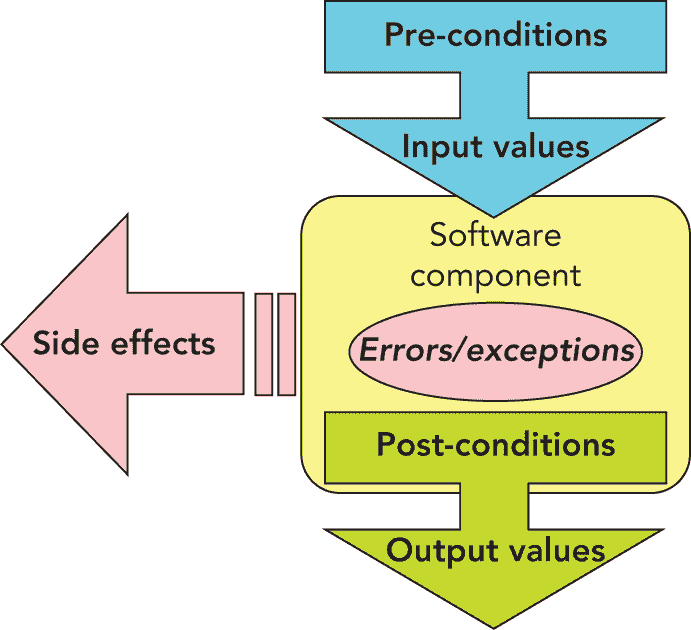 Pre-conditions
Input values
Software
component
Side effects
Errors/exceptions
Post-conditions
Output values